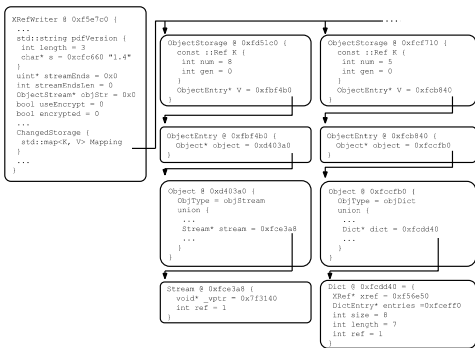 XRefWriter @ 0xf5e7c0 {
...
std::string pdfVersion {
int length = 3
char* s = 0xcfc660 "1.4"
}
uint* streamEnds = 0x0
int streamEndsLen = 0
ObjectStream* objStr = 0x0
bool useEncrypt = 0
bool encrypted = 0
...
ChangedStorage {
std::map<K, V> Mapping
}
...
}
....
ObjectStorage @ 0xfd51c0 {
const ::Ref K {
int num = 8
int gen = 0
}
ObjectEntry* V = 0xfbf4b0
}
ObjectEntry @ 0xfbf4b0 {
Object* object = 0xd403a0
}
Object @ 0xd403a0 {
ObjType = objStream
union {
...
Stream* stream = 0xfce3a8
...
}
}
Stream @ 0xfce3a8 {
void* _vptr = 0x7f3140
int ref = 1
}
ObjectStorage @ 0xfcf710 {
const ::Ref K {
int num = 5
int gen = 0
}
ObjectEntry* V = 0xfcb840
}
ObjectEntry @ 0xfcb840 {
Object* object = 0xfccfb0
}
Object @ 0xfccfb0 {
ObjType = objDict
union {
...
Dict* dict = 0xfcdd40
...
}
}
Dict @ 0xfcdd40 = {
XRef* xref = 0xf56e50
DictEntry* entries =0xfceff0
int size = 8
int length = 7
int ref = 1
}